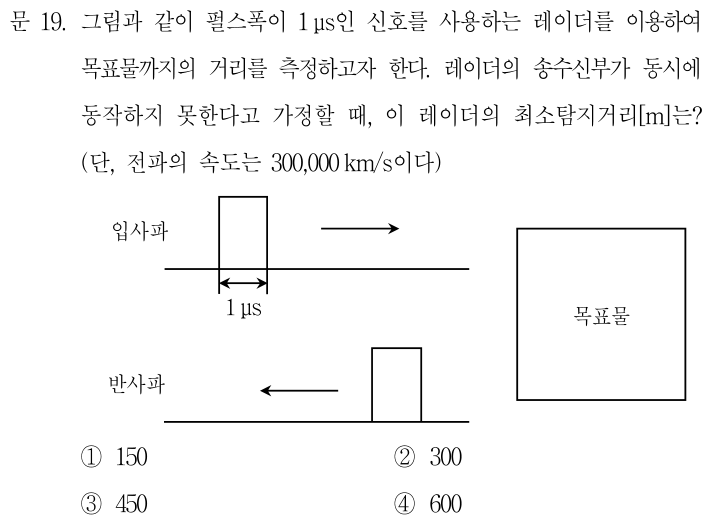 문 19. 그림과 같이 펄스폭이 1 μs인 신호를 사용하는 레이더를 이용하여
목표물까지의 거리를 측정하고자 한다. 레이더의 송수신부가 동시에
동작하지 못한다고 가정할 때, 이 레이더의 최소탐지거리[m]는?
(단, 전파의 속도는 300,000 km/s이다)
입사파
1 μs
목표물
반사파
① 150 ② 300
③ 450 ④ 600